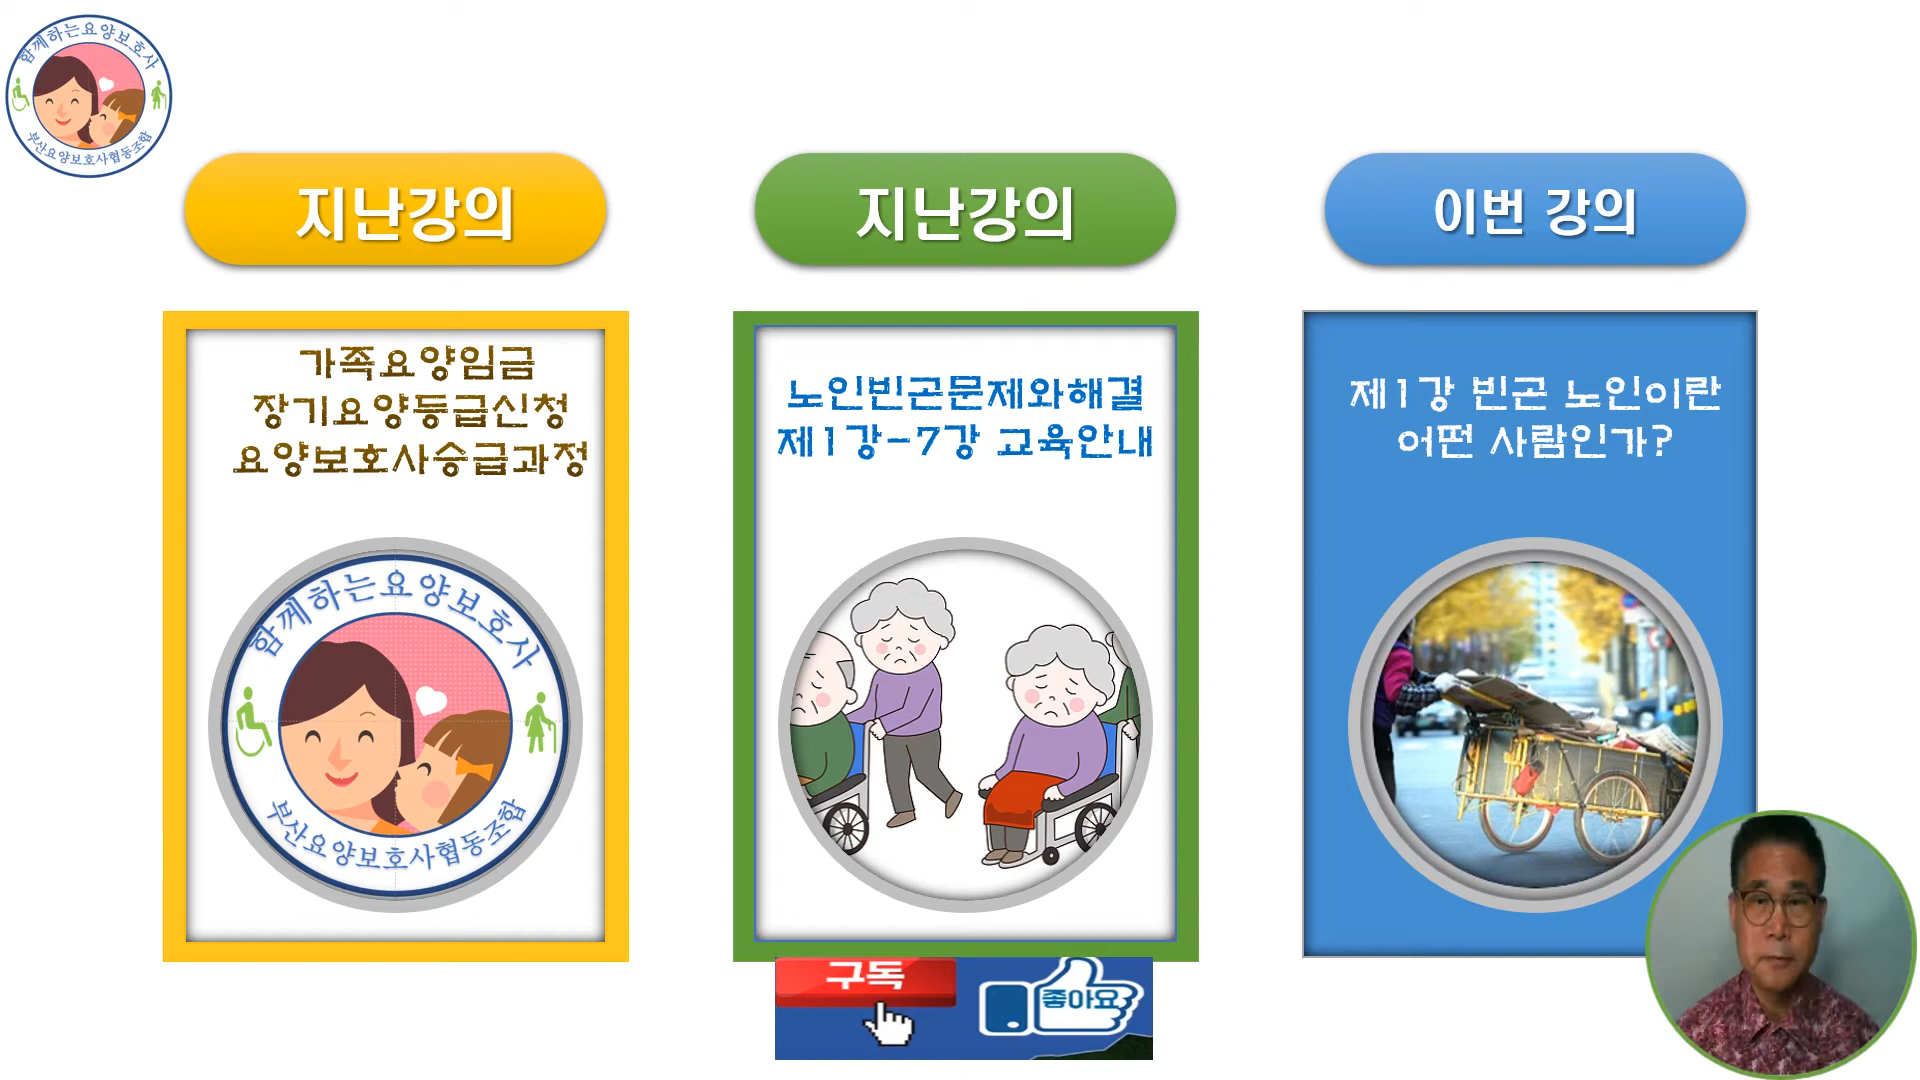 함께하는요양보호사
부산요양보호사협동조합
지난강의
가족요양임금
장기요양등급신청
요양보호사승급과정
함께하는요양보호사
부산요양보호사협동조합
지난강의
노인빈곤문제와해결
제1강-7강 교육안내
구독
좋아요
이번 강의
제1강 빈곤 노인이란
어떤 사람인가?